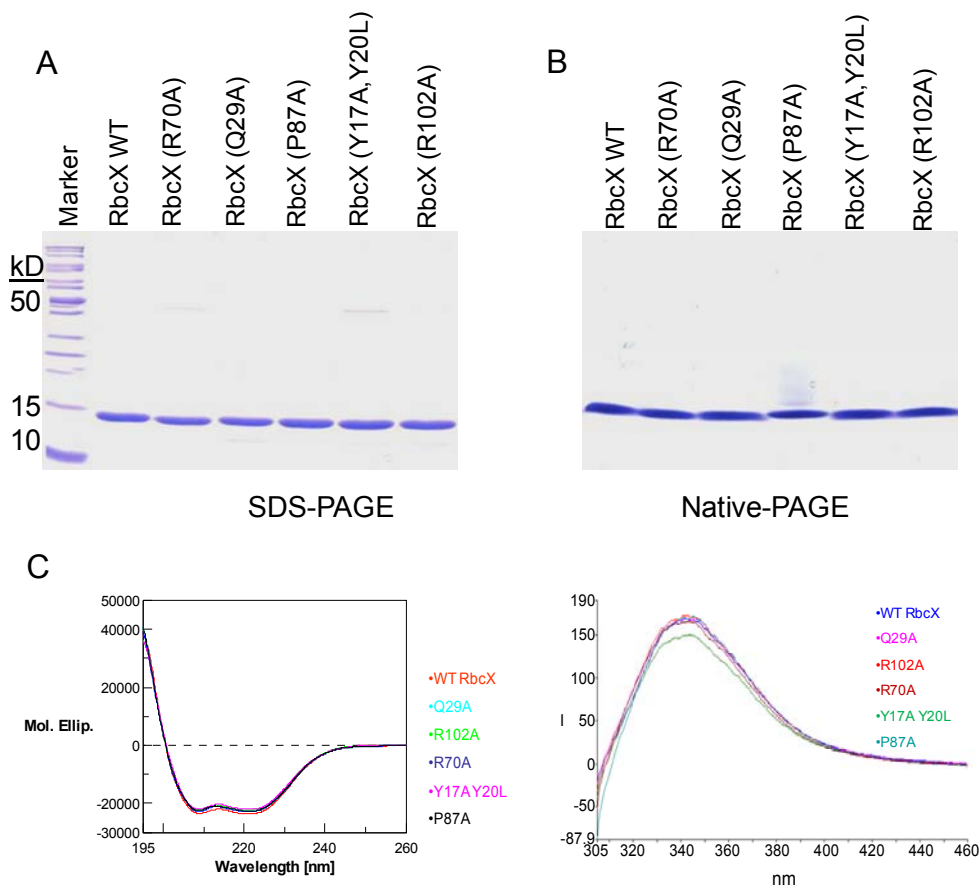 A
Marker
RbcX WT
RbcX (R70A)
RbcX (Q29A)
RbcX (P87A)
RbcX (Y17A,Y20L)
RbcX (R102A)
kD
50
15
10
SDS-PAGE
B
RbcX WT
RbcX (R70A)
RbcX (Q29A)
RbcX (P87A)
RbcX (Y17A,Y20L)
RbcX (R102A)
Native-PAGE
C
50000
40000
20000
0
-20000
-30000
Mol. Ellip.
195
200
220
240
260
Wavelength [nm]
•WT RbcX
•Q29A
•R102A
•R70A
•Y17A Y20L
•P87A
190
150
100
50
0
-50
-87.9
I
305
320
340
360
380
400
420
440
460
nm
•WT RbcX
•Q29A
•R102A
•R70A
•Y17A Y20L
•P87A